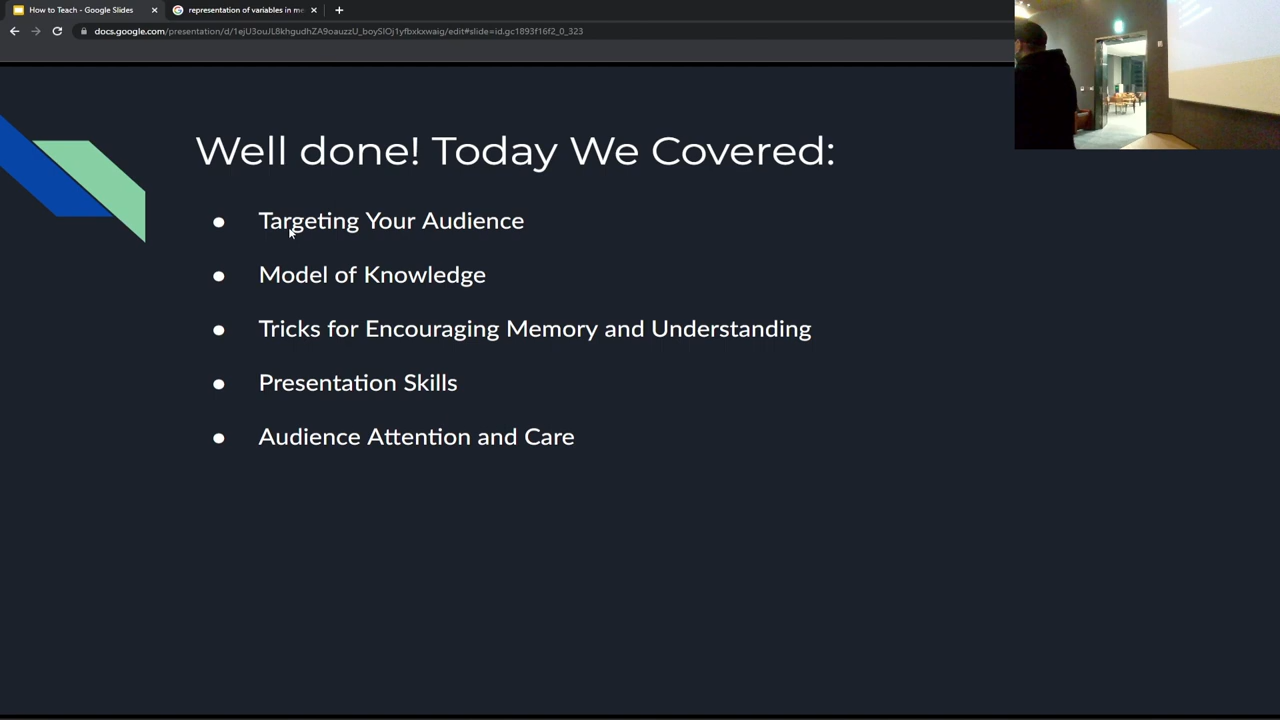 How to Teach - Google Slides
representation of variables in me
docs.google.com/presentation/d/1ejU3ouJL8khgudhZA9oauzzU_boySIOj1yfbxkxwaig/edit#slide=id.gc1893f16f2_0_323
Well done! Today We Covered:
● Targeting Your Audience
● Model of Knowledge
● Tricks for Encouraging Memory and Understanding
● Presentation Skills
● Audience Attention and Care